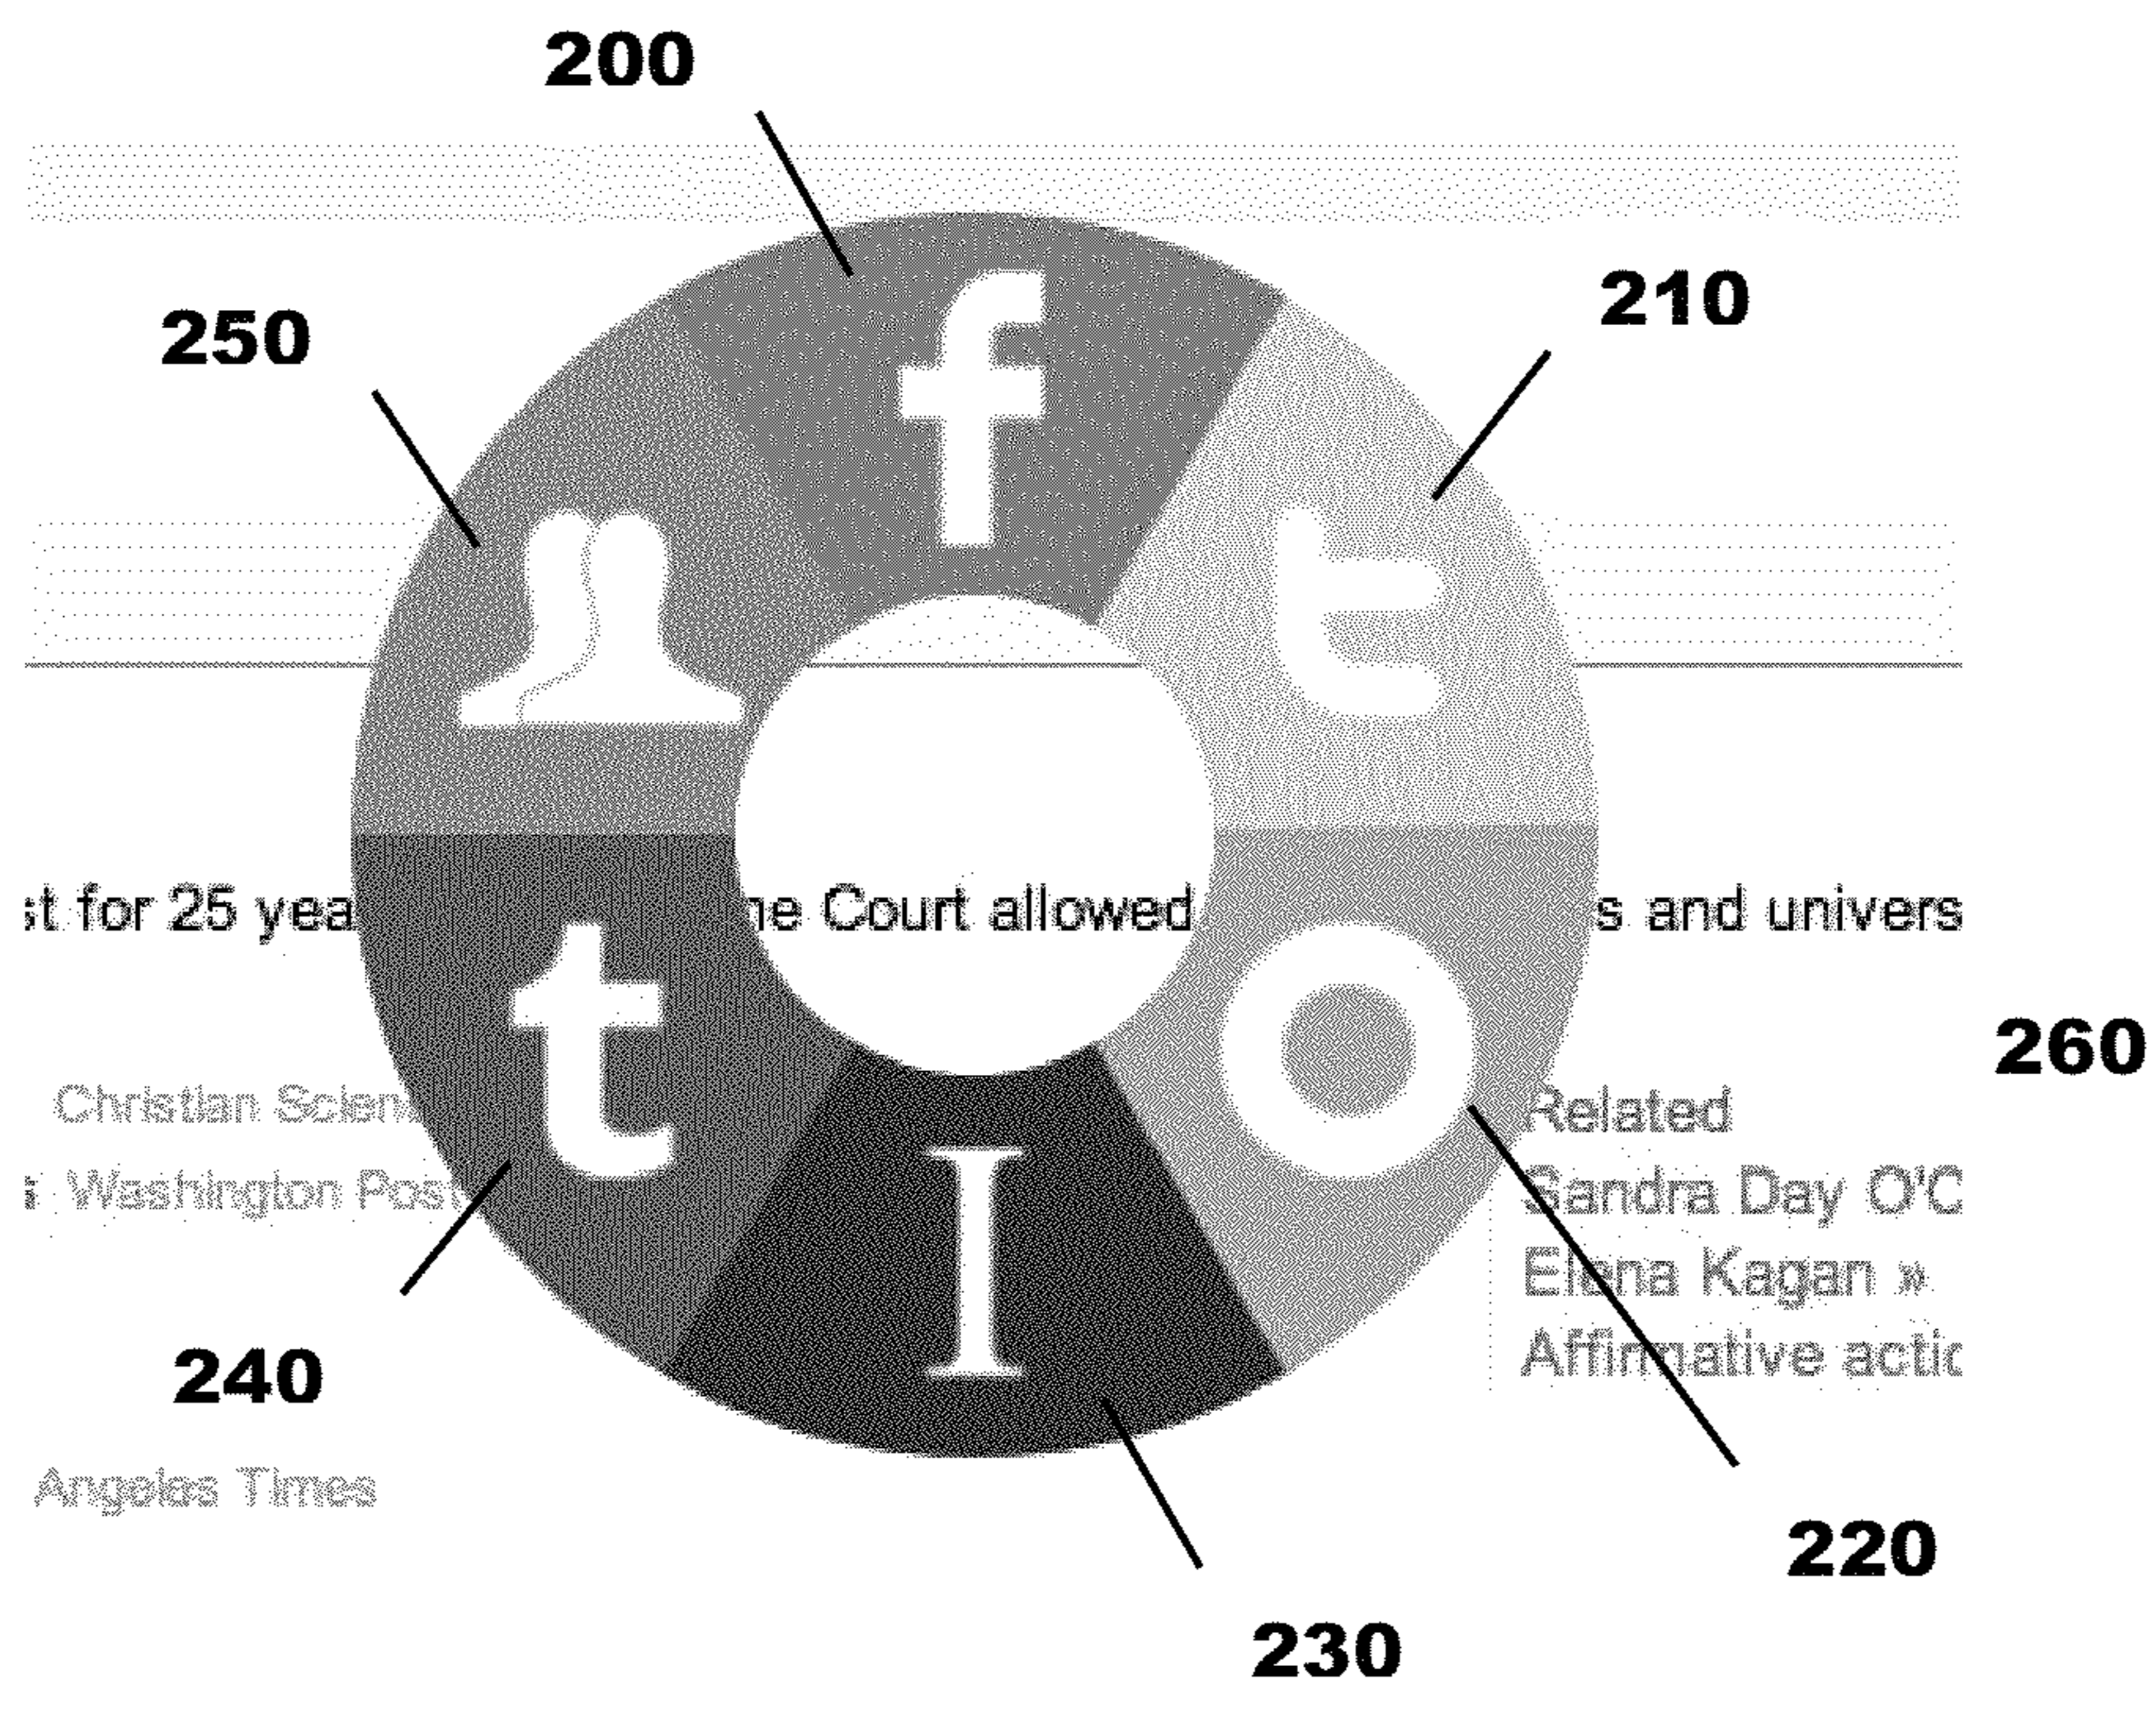 200
210
250
f
t
st for 25 yea ne Court allowed s and univers
260
t
Christian Scien
Related
Washington Post
Sandra Day O'C
I
Elena Kagan »
240
Affirmative actic
Angeles Times
220
230